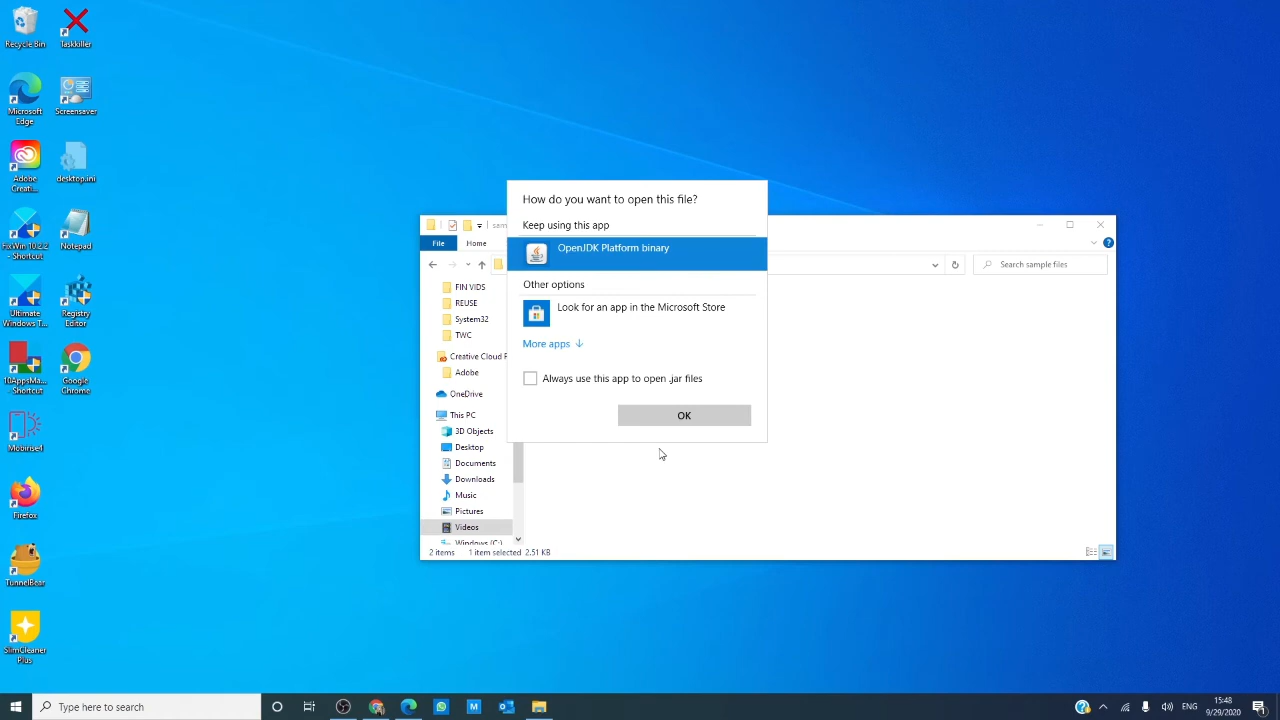 Recycle Bin
Taskkiller
Microsoft
Edge
Screensaver
Adobe
Creati...
desktop.ini
FixWin 10.2.2
- Shortcut
Notepad
Ultimate
Windows T...
Registry
Editor
10AppsMa...
- Shortcut
Google
Chrome
Mobirise4
Firefox
TunnelBear
SlimCleaner
Plus
File
Home
Search sample files
FIN VIDS
REUSE
System32
TWC
Creative Cloud F
Adobe
OneDrive
This PC
3D Objects
Desktop
Documents
Downloads
Music
Pictures
Videos
Windows (C:)
2 items
1 item selected 2.51 KB
How do you want to open this file?
Keep using this app
OpenJDK Platform binary
Other options
Look for an app in the Microsoft Store
More apps
Always use this app to open .jar files
OK
Type here to search
ENG
15:48
9/29/2020